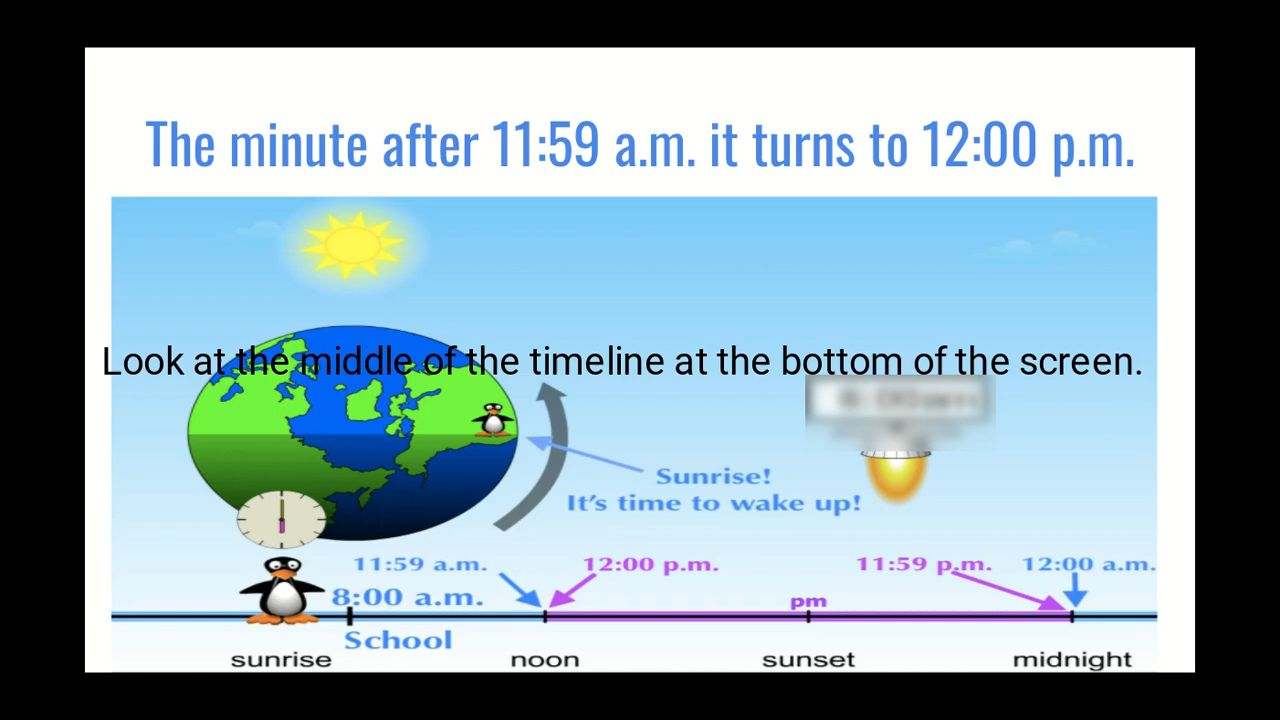 The minute after 11:59 a.m. it turns to 12:00 p.m.
Look at the middle of the timeline at the bottom of the screen.
Sunrise!
It's time to wake up!
11:59 a.m.
12:00 p.m.
11:59 p.m.
12:00 a.m.
8:00 a.m.
pm
School
sunrise
noon
sunset
midnight